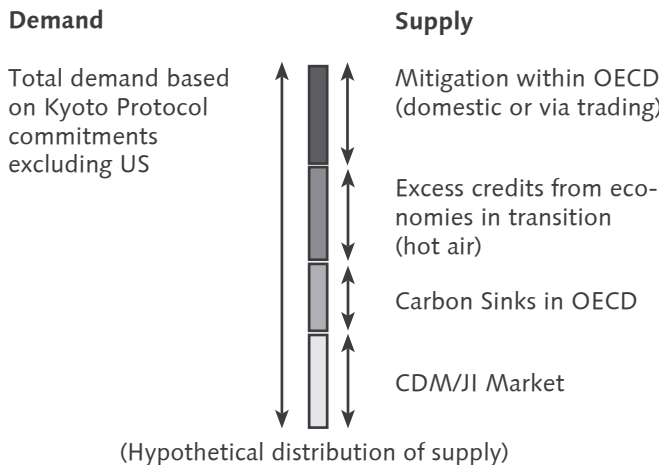 Demand
Total demand based
on Kyoto Protocol
commitments
excluding US
Supply
Mitigation within OECD
(domestic or via trading)
Excess credits from eco-
nomies in transition
(hot air)
Carbon Sinks in OECD
CDM/JI Market
(Hypothetical distribution of supply)